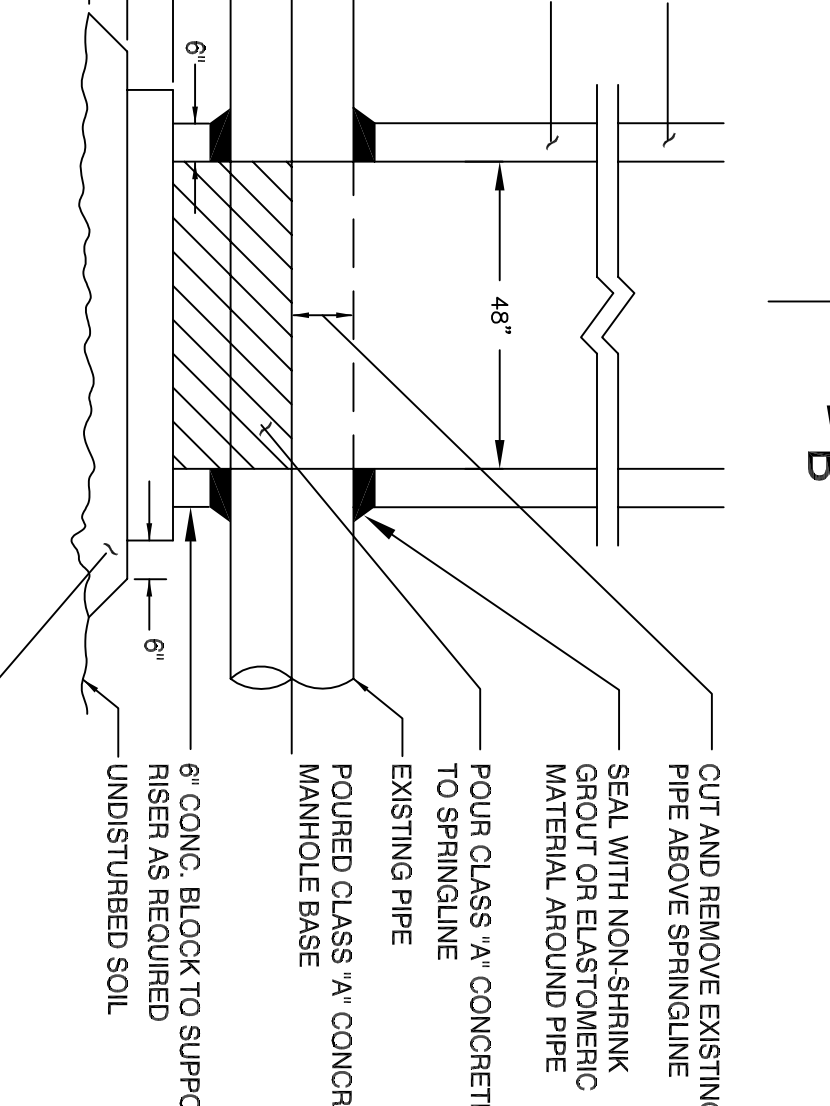 B
6"
48"
6"
CUT AND REMOVE EXISTING
PIPE ABOVE SPRINGLINE
SEAL WITH NON-SHRINK
GROUT OR ELASTOMERIC
MATERIAL AROUND PIPE
POUR CLASS "A" CONCRETE
TO SPRINGLINE
EXISTING PIPE
POURED CLASS "A" CONCR
MANHOLE BASE
6" CONC. BLOCK TO SUPPO
RISER AS REQUIRED
UNDISTURBED SOIL